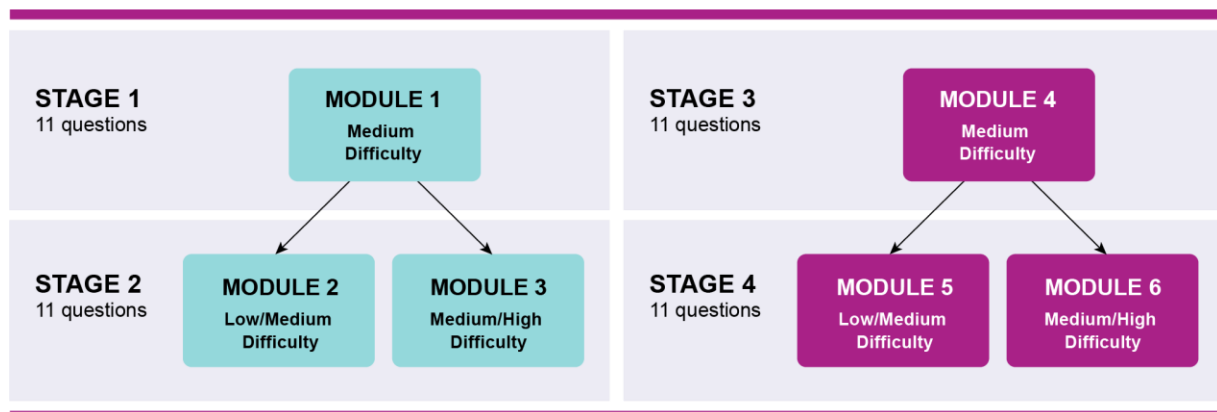 STAGE 1
11 questions
MODULE 1
Medium
Difficulty
STAGE 2
11 questions
MODULE 2
Low/Medium
Difficulty
MODULE 3
Medium/High
Difficulty
STAGE 3
11 questions
MODULE 4
Medium
Difficulty
STAGE 4
11 questions
MODULE 5
Low/Medium
Difficulty
MODULE 6
Medium/High
Difficulty